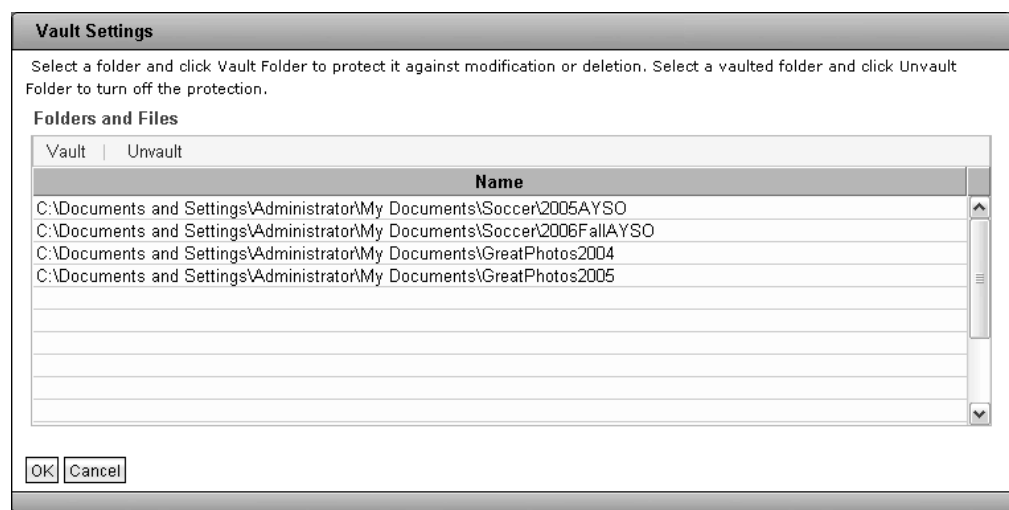 Vault Settings
Select a folder and click Vault Folder to protect it against modification or deletion. Select a vaulted folder and click Unvault
Folder to turn off the protection.
Folders and Files
Vault | Unvault
Name
C:\Documents and Settings\Administrator\My Documents\Soccer\2005AYSO
C:\Documents and Settings\Administrator\My Documents\Soccer\2006FallAYSO
C:\Documents and Settings\Administrator\My Documents\GreatPhotos2004
C:\Documents and Settings\Administrator\My Documents\GreatPhotos2005
OK Cancel